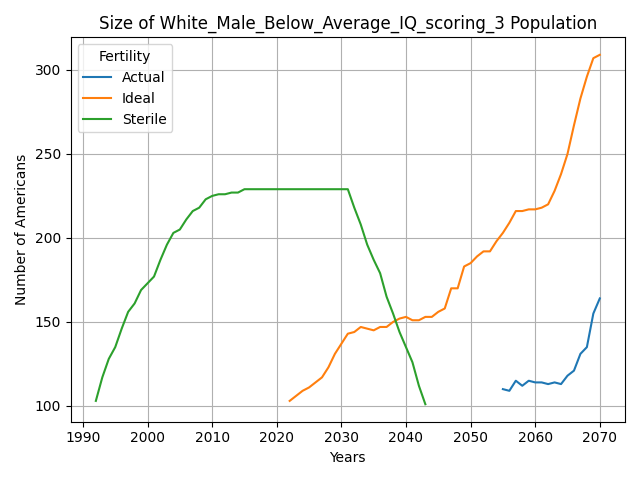 Size of White_Male_Below_Average_IQ_scoring_3 Population
Fertility
Actual
Ideal
Sterile
Number of Americans
300
250
200
150
100
1990 2000 2010 2020 2030 2040 2050 2060 2070
Years